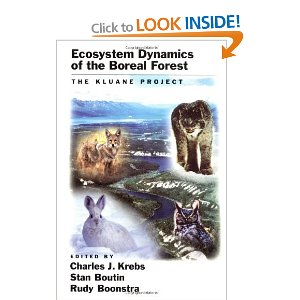 Click to
LOOK INSIDE!
Ecosystem Dynamics
of the Boreal Forest
THE KLUANE PROJECT
EDITED BY
Charles J. Krebs
Stan Boutin
Rudy Boonstra